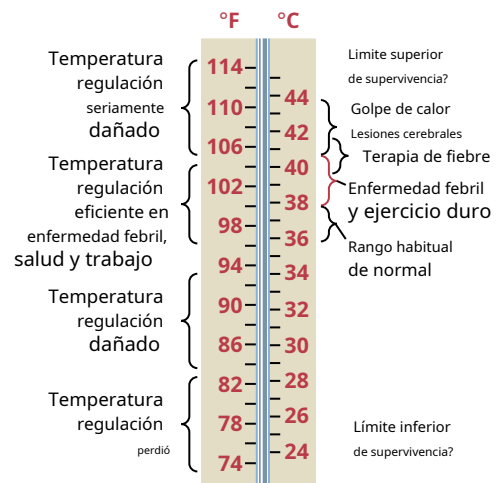 °F °C
Temperatura
regulación
seriamente
dañado
Temperatura
regulación
eficiente en
enfermedad febril,
salud y trabajo
Temperatura
regulación
dañado
Temperatura
regulación
perdió
114
110
106
102
98
94
90
86
82
78
74
44
42
40
38
36
34
32
30
28
26
24
Limite superior
de supervivencia?
Golpe de calor
Lesiones cerebrales
Terapia de fiebre
Enfermedad febril
y ejercicio duro
Rango habitual
de normal
Límite inferior
de supervivencia?